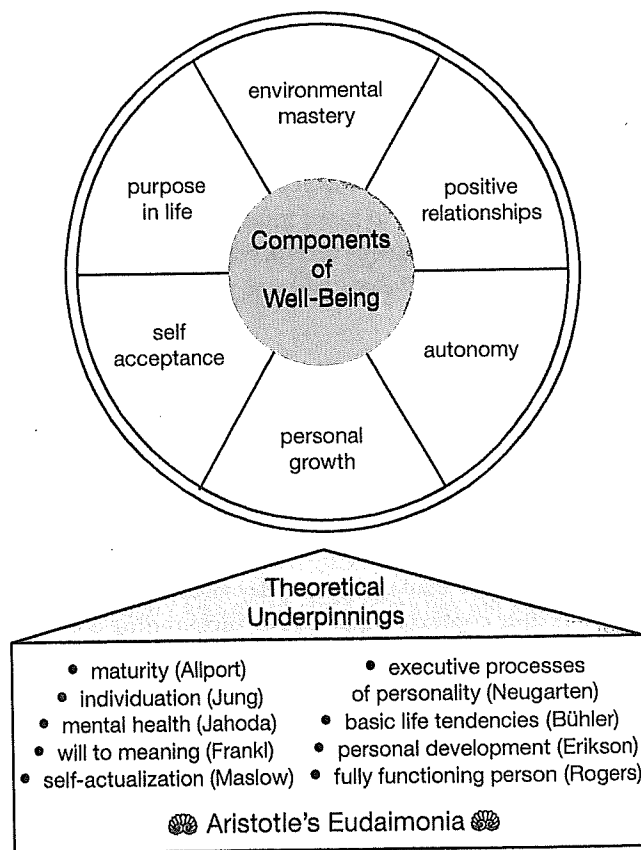 environmental
mastery
positive
relationships
autonomy
personal
growth
self
acceptance
purpose
in life
Components
of
Well-Being
Theoretical
Underpinnings
• maturity (Allport)
• individuation (Jung)
• mental health (Jahoda)
• will to meaning (Frankl)
• self-actualization (Maslow)
• executive processes
of personality (Neugarten)
• basic life tendencies (Bühler)
• personal development (Erikson)
• fully functioning person (Rogers)
Aristotle's Eudaimonia